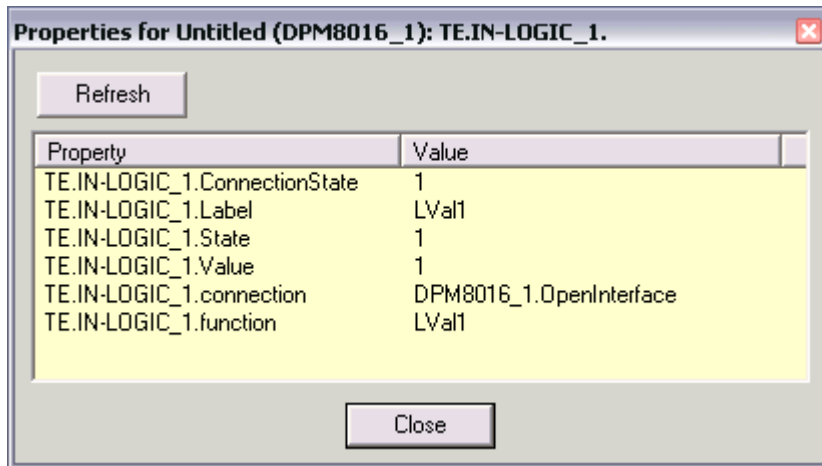 Properties for Untitled (DPM8016_1): TE.IN-LOGIC_1.
Refresh
Property Value
TE.IN-LOGIC_1.ConnectionState 1
TE.IN-LOGIC_1.Label LVal1
TE.IN-LOGIC_1.State 1
TE.IN-LOGIC_1.Value 1
TE.IN-LOGIC_1.connection DPM8016_1.OpenInterface
TE.IN-LOGIC_1.function LVal1
Close